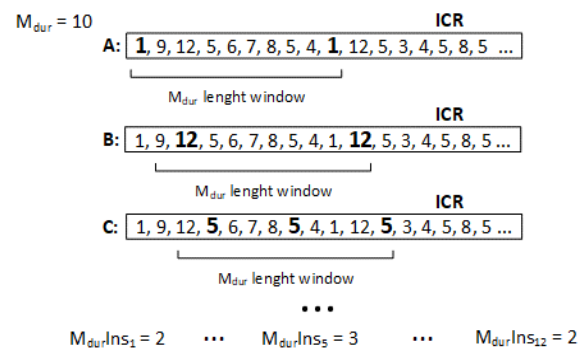 M_dur = 10
ICR
A: 1, 9, 12, 5, 6, 7, 8, 5, 4, 1, 12, 5, 3, 4, 5, 8, 5 ...
M_dur lenght window
ICR
B: 1, 9, 12, 5, 6, 7, 8, 5, 4, 1, 12, 5, 3, 4, 5, 8, 5 ...
M_dur lenght window
ICR
C: 1, 9, 12, 5, 6, 7, 8, 5, 4, 1, 12, 5, 3, 4, 5, 8, 5 ...
M_dur lenght window
...
M_durIns_1 = 2 ... M_durIns_5 = 3 ... M_durIns_12 = 2